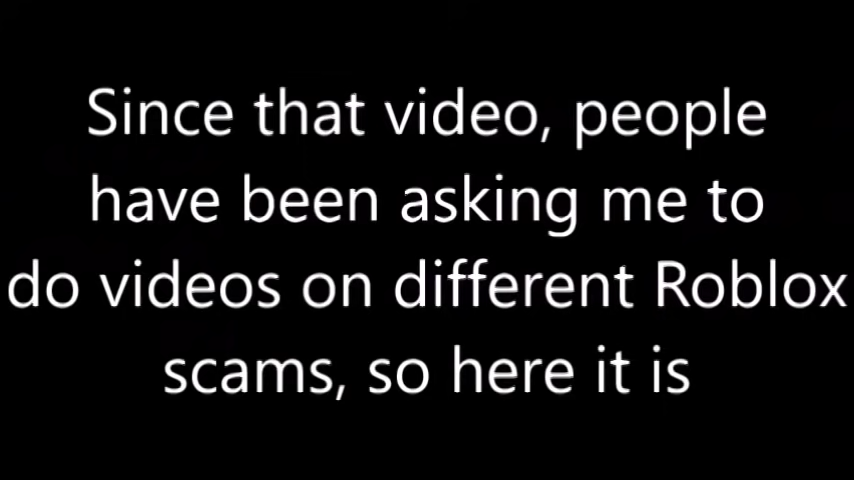 Since that video, people
have been asking me to
do videos on different Roblox
scams, so here it is